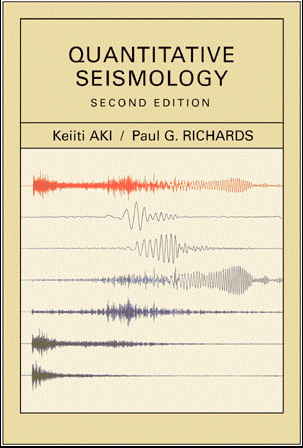 QUANTITATIVE
SEISMOLOGY
SECOND EDITION
Keiiti AKI / Paul G. RICHARDS